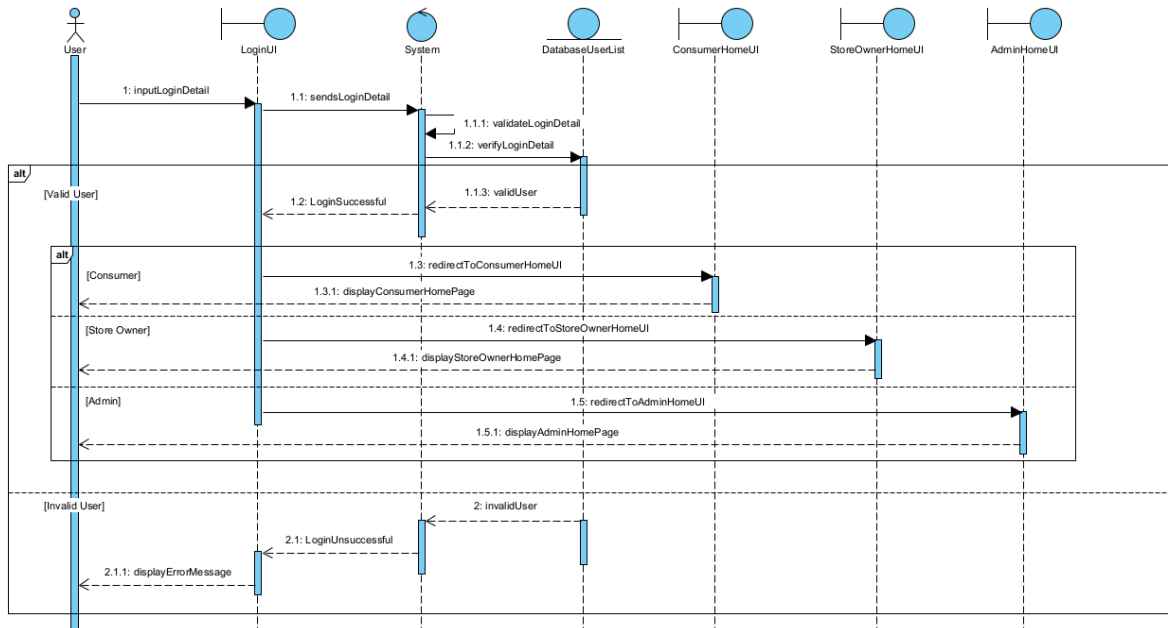 User
LoginUI
System
DatabaseUserList
ConsumerHomeUI
StoreOwnerHomeUI
AdminHomeUI
1: inputLoginDetail
1.1: sendsLoginDetail
1.1.1: validateLoginDetail
1.1.2: verifyLoginDetail
alt
[Valid User]
1.1.3: validUser
1.2: LoginSuccessful
alt
[Consumer]
1.3: redirectToConsumerHomeUI
1.3.1: displayConsumerHomePage
[Store Owner]
1.4: redirectToStoreOwnerHomeUI
1.4.1: displayStoreOwnerHomePage
[Admin]
1.5: redirectToAdminHomeUI
1.5.1: displayAdminHomePage
[Invalid User]
2: invalidUser
2.1: LoginUnsuccessful
2.1.1: displayErrorMessage